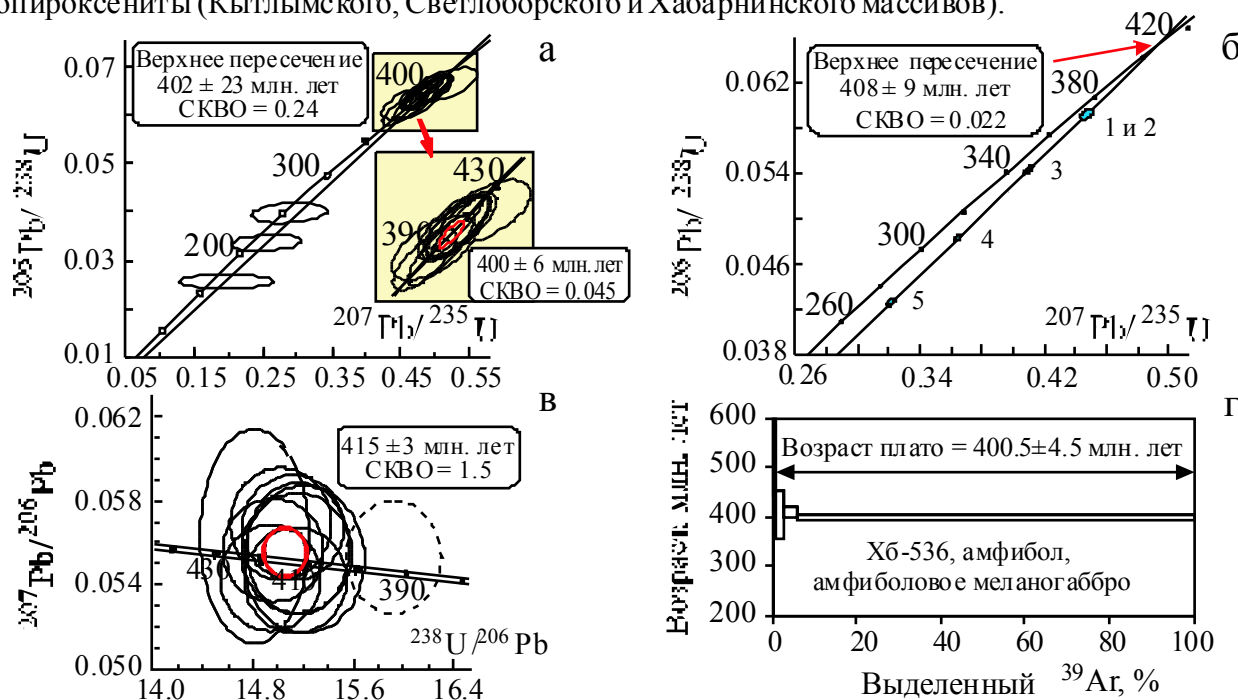 опироксениты (Кытлымского, Светлоборского и Хабарнинского массивов).
а
Верхнее пересечение
402 ± 23 млн. лет
СКВО = 0.24
400
300
200
430
390
400 ± 6 млн. лет
СКВО = 0.045
0.07
0.05
0.03
0.01
206Pb/ 238U
207Pb/ 235U
0.05 0.15 0.25 0.35 0.45 0.55
б
Верхнее пересечение
408 ± 9 млн. лет
СКВО = 0.022
420
380
340
300
260
1 и 2
3
4
5
0.062
0.054
0.046
0.038
206Pb/ 238U
207Pb/ 235U
0.26 0.34 0.42 0.50
в
415 ±3 млн. лет
СКВО = 1.5
430
410
390
0.062
0.058
0.054
0.050
207Pb/206Pb
238U/206Pb
14.0 14.8 15.6 16.4
г
Возраст плато = 400.5±4.5 млн. лет
Хб-536, амфибол,
амфиболовое меланогаббро
600
500
400
300
200
Возраст, млн. лет
0 20 40 60 80 100
Выделенный 39Ar, %